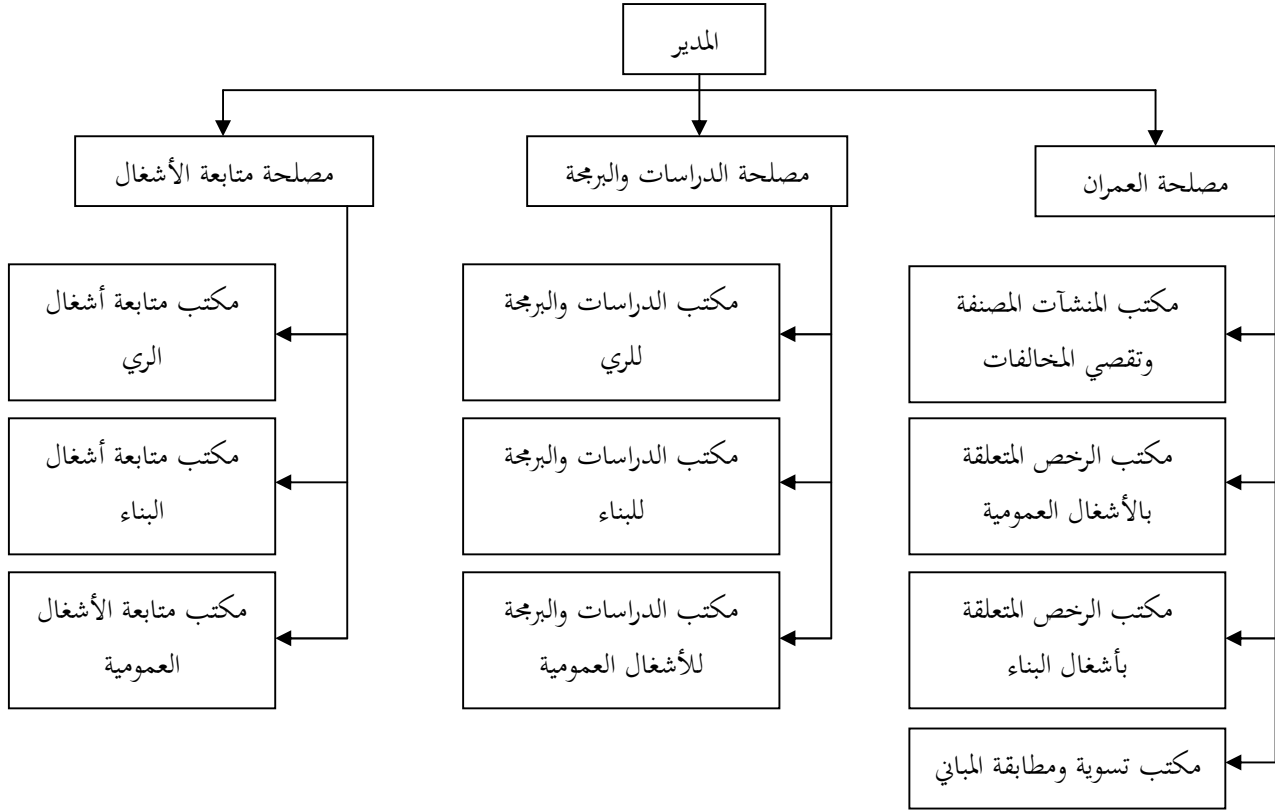 المدير
مصلحة العمران
مصلحة الدراسات والبرمجة
مصلحة متابعة الأشغال
مكتب المنشآت المصنفة
وتقصي المخالفات
مكتب الرخص المتعلقة
بالأشغال العمومية
مكتب الرخص المتعلقة
بأشغال البناء
مكتب تسوية ومطابقة المباني
مكتب الدراسات والبرمجة
للري
مكتب الدراسات والبرمجة
للبناء
مكتب الدراسات والبرمجة
للأشغال العمومية
مكتب متابعة أشغال
الري
مكتب متابعة أشغال
البناء
مكتب متابعة الأشغال
العمومية